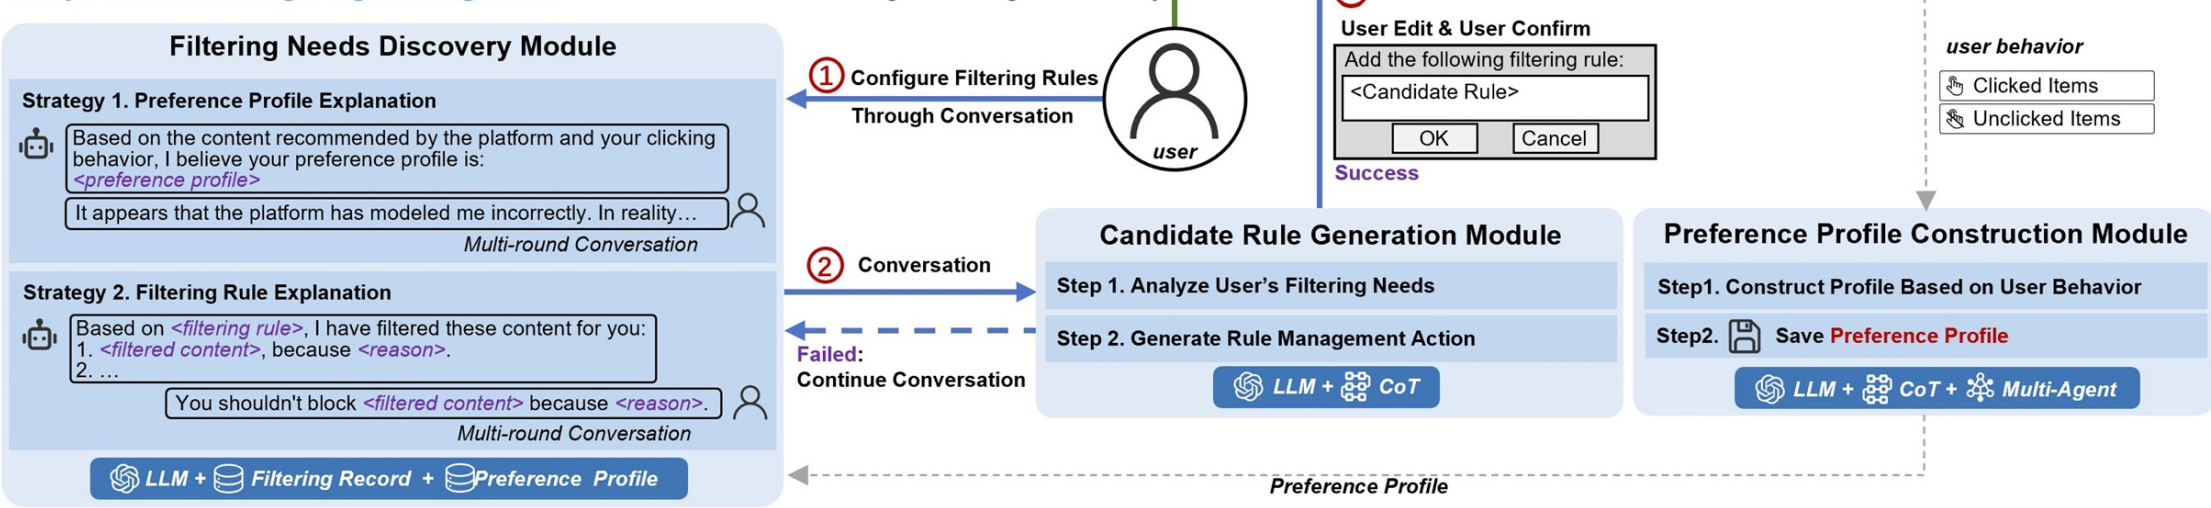 Filtering Needs Discovery Module
Strategy 1. Preference Profile Explanation
Based on the content recommended by the platform and your clicking
behavior, I believe your preference profile is:
<preference profile>
It appears that the platform has modeled me incorrectly. In reality…
Multi-round Conversation
Strategy 2. Filtering Rule Explanation
Based on <filtering rule>, I have filtered these content for you:
1. <filtered content>, because <reason>.
2. …
You shouldn't block <filtered content> because <reason>.
Multi-round Conversation
LLM + Filtering Record + Preference Profile
1 Configure Filtering Rules
Through Conversation
user
2 Conversation
Failed:
Continue Conversation
User Edit & User Confirm
Add the following filtering rule:
<Candidate Rule>
OK Cancel
Success
Candidate Rule Generation Module
Step 1. Analyze User’s Filtering Needs
Step 2. Generate Rule Management Action
LLM + CoT
user behavior
Clicked Items
Unclicked Items
Preference Profile Construction Module
Step1. Construct Profile Based on User Behavior
Step2. Save Preference Profile
LLM + CoT + Multi-Agent
Preference Profile